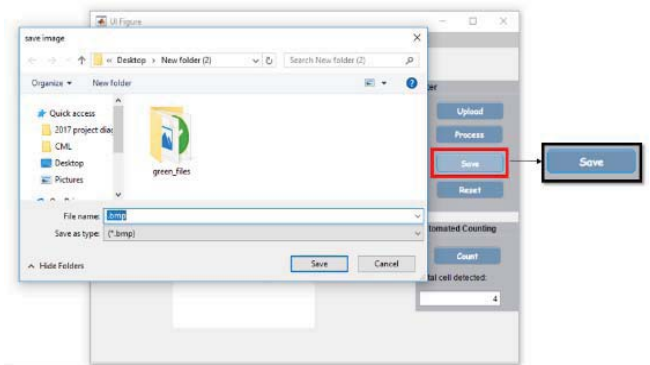 UI Figure
save image
« Desktop › New folder (2)
Search New folder (2)
Organize
New folder
Quick access
2017 project diag
CML
Desktop
Pictures
green_files
File name: .bmp
Save as type: (*.bmp)
Hide Folders
Save
Cancel
er
Upload
Process
Save
Reset
Save
tomated Counting
Count
tal cell detected:
4